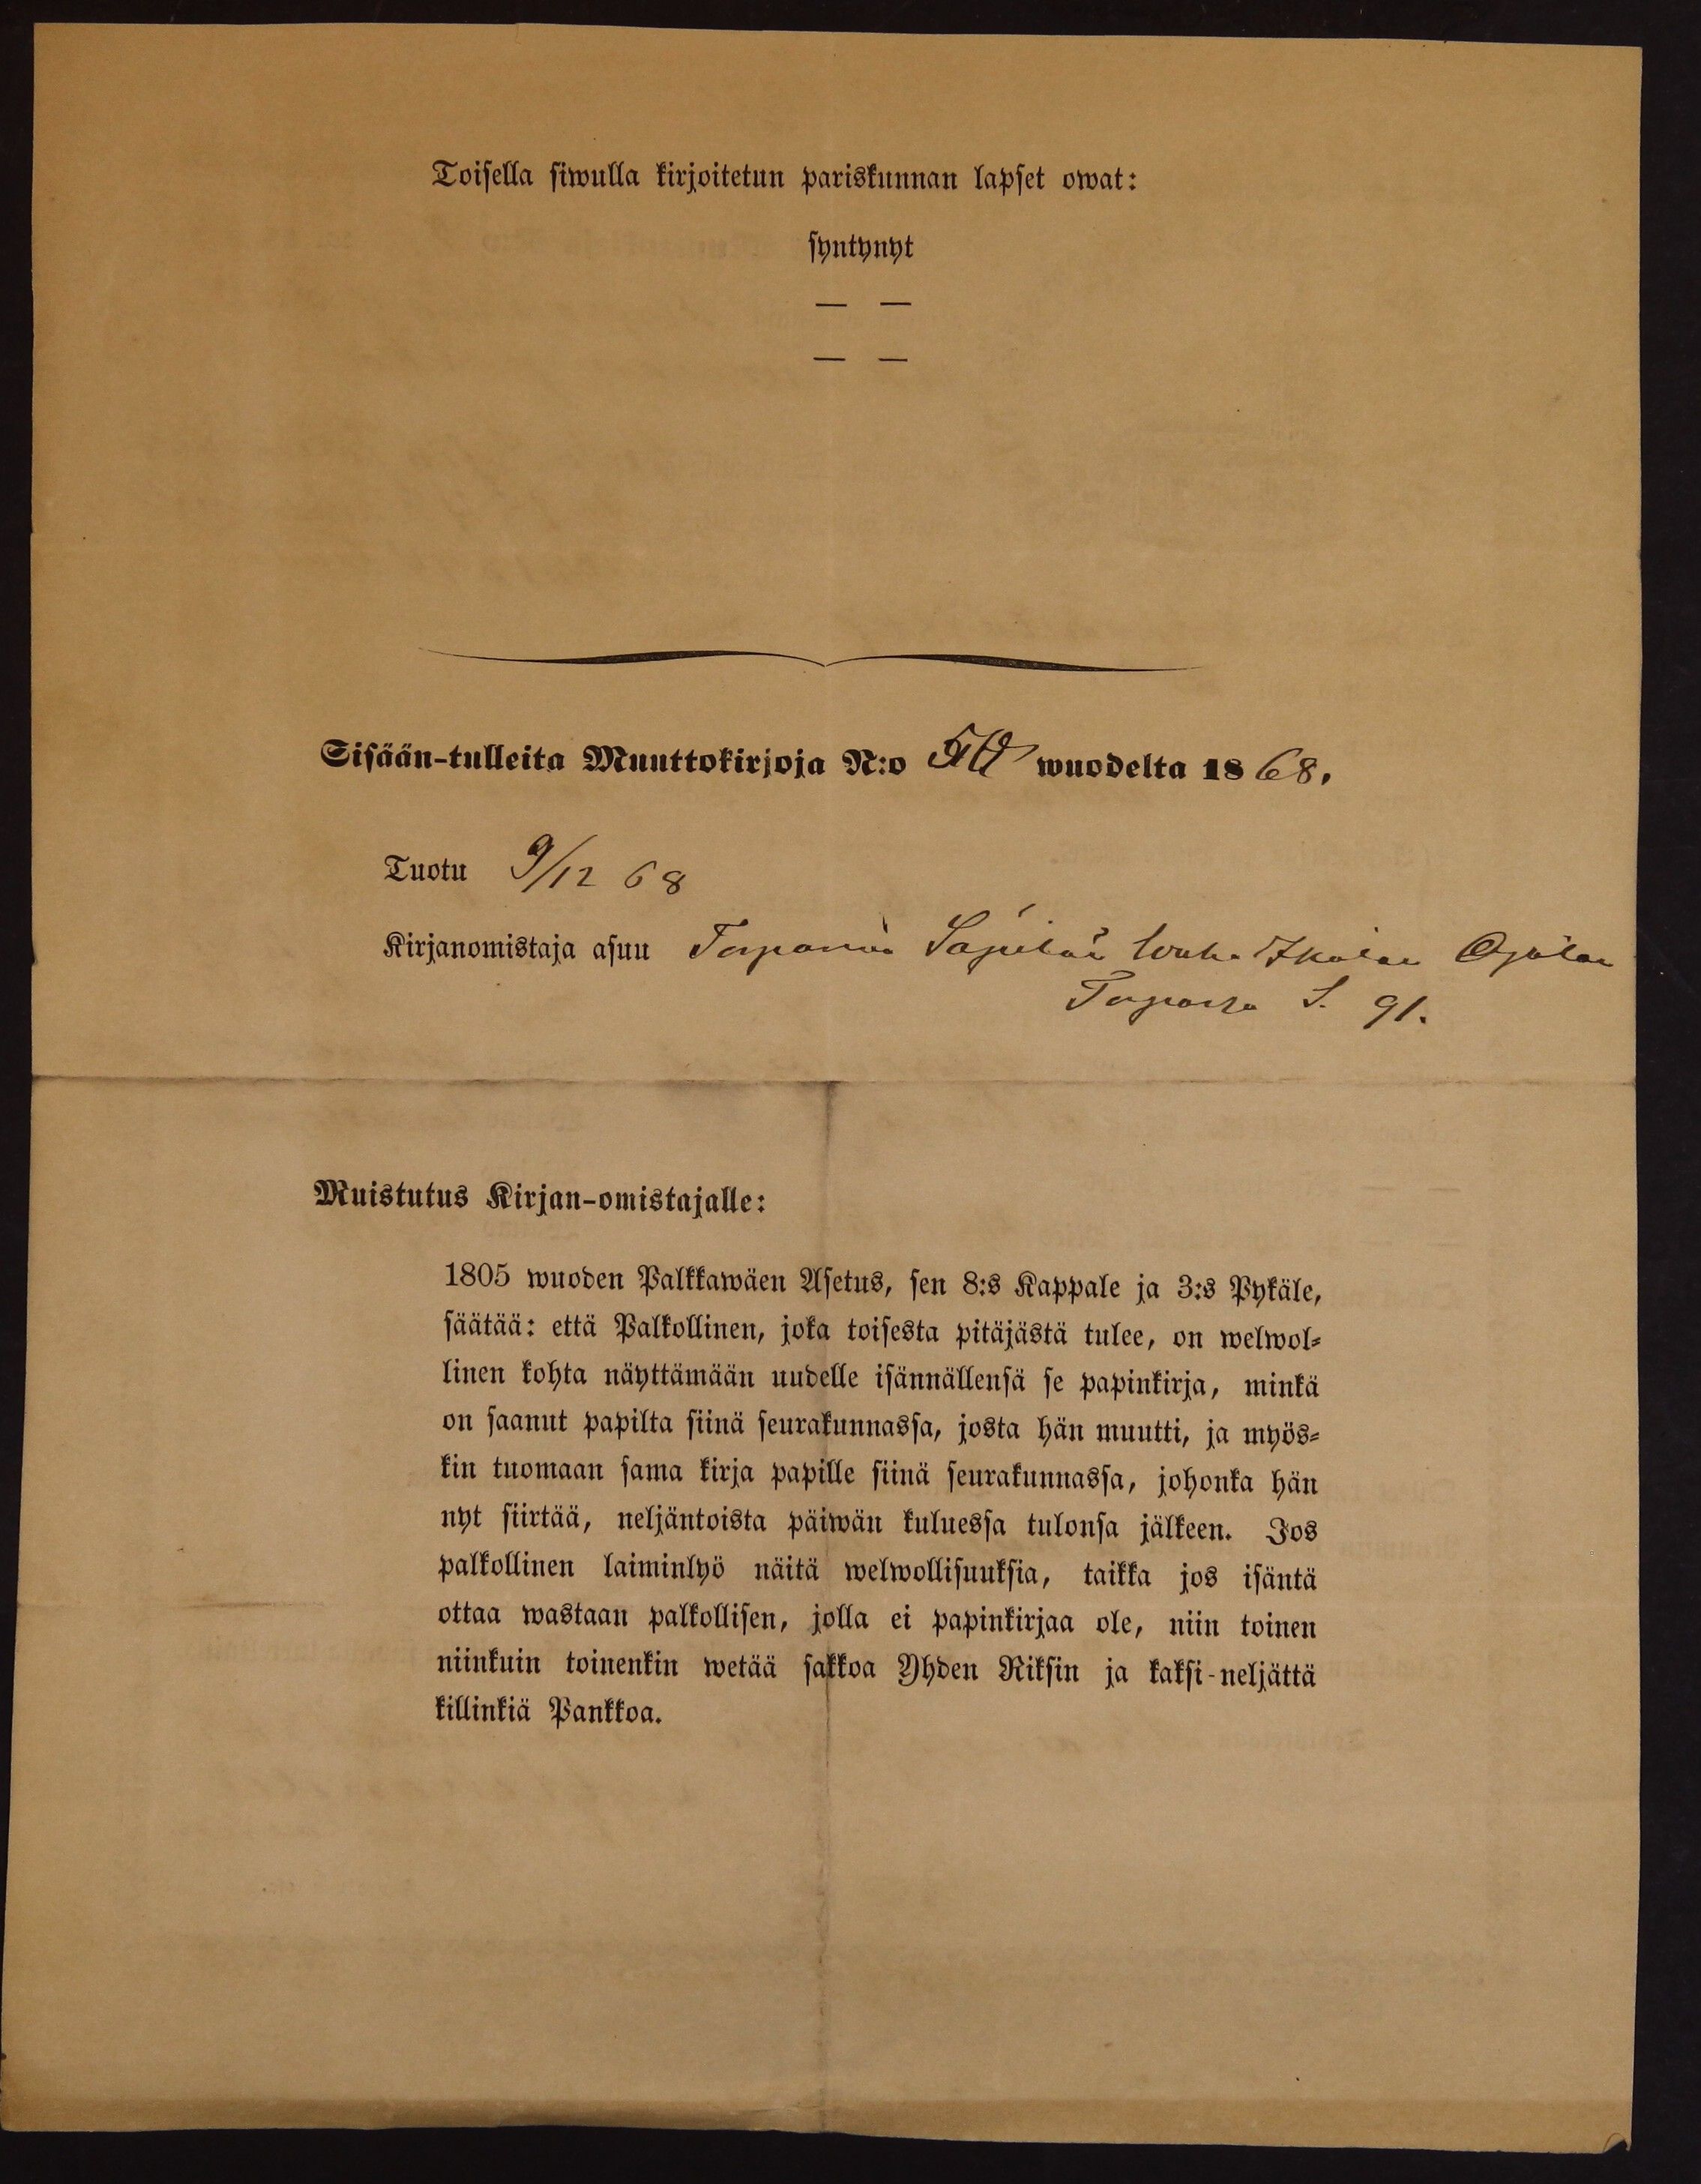 Toisella siwulla kirjoitetun pariskunnan lapset owat:
syntynyt
— —
— —
Sisään-tulleita Muuttokirjoja N:o wuodelta 1868.
Tuotu 9/12 68
Kirjanomistaja asuu Sapilan Ojalan
Torpassa S. 91.
Muistutus Kirjan-omistajalle:
1805 wuoden Palkkawäen Asetus, sen 8:s Kappale ja 3:s Pykäle,
säätää: että Palkollinen, joka toisesta pitäjästä tulee, on welwol-
linen kohta näyttämään uudelle isännällensä se papinkirja, minkä
on saanut papilta siinä seurakunnassa, josta hän muutti, ja myös-
kin tuomaan sama kirja papille siinä seurakunnassa, johonka hän
nyt siirtää, neljäntoista päiwän kuluessa tulonsa jälkeen. Jos
palkollinen laiminlyö näitä welwollisuuksia, taikka jos isäntä
ottaa wastaan palkollisen, jolla ei papinkirjaa ole, niin toinen
niinkuin toinenkin wetää sakkoa Yhden Riksin ja kaksi-neljättä
killinkiä Pankkoa.